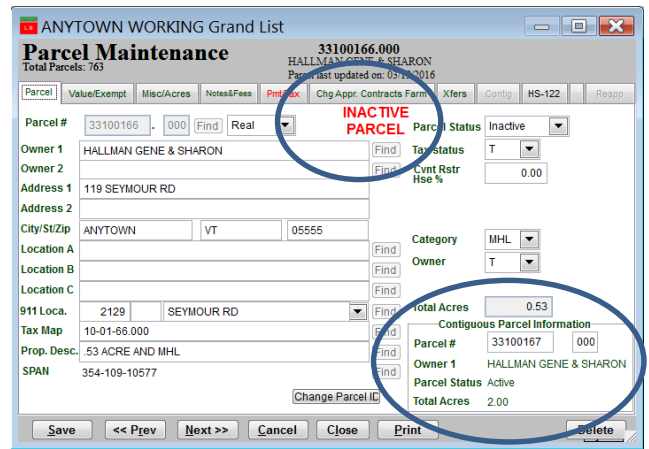 ANYTOWN WORKING Grand List
Parcel Maintenance
Total Parcels: 763
33100166.000
HALLMAN GENE & SHARON
Parcel last updated on: 03/ /2016
Parcel Value/Exempt Misc/Acres Notes&Fees Pmt/Tax Chg Appr. Contracts Farm Xfers Contig HS-122 Reapp
INACTIVE
PARCEL
Parcel # 33100166 . 000 Find Real
Parcel Status Inactive
Owner 1 HALLMAN GENE & SHARON Find
Tax status T
Owner 2 Find
Cvnt Rstr
Hse % 0.00
Address 1 119 SEYMOUR RD
Address 2
City/St/Zip ANYTOWN VT 05555
Category MHL
Location A Find
Owner T
Location B Find
Location C Find
Total Acres 0.53
911 Loca. 2129 SEYMOUR RD Find
Tax Map 10-01-66.000 Find
Prop. Desc. .53 ACRE AND MHL Find
SPAN 354-109-10577
Change Parcel ID
Contiguous Parcel Information
Parcel # 33100167 000
Owner 1 HALLMAN GENE & SHARON
Parcel Status Active
Total Acres 2.00
Save << Prev Next >> Cancel Close Print Delete